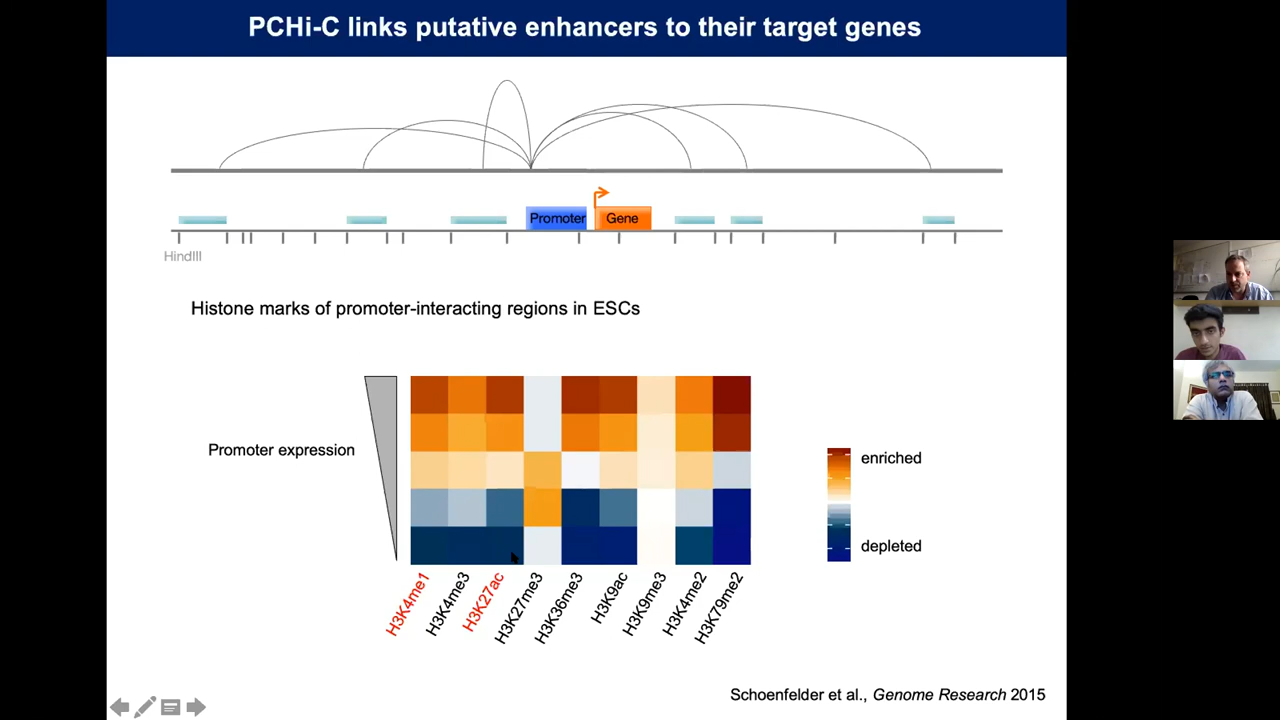 PCHi-C links putative enhancers to their target genes
Promoter
Gene
HindIII
Histone marks of promoter-interacting regions in ESCs
Promoter expression
enriched
depleted
H3K4me1
H3K4me3
H3K27ac
H3K27me3
H3K36me3
H3K9ac
H3K9me3
H3K4me2
H3K79me2
Schoenfelder et al., Genome Research 2015